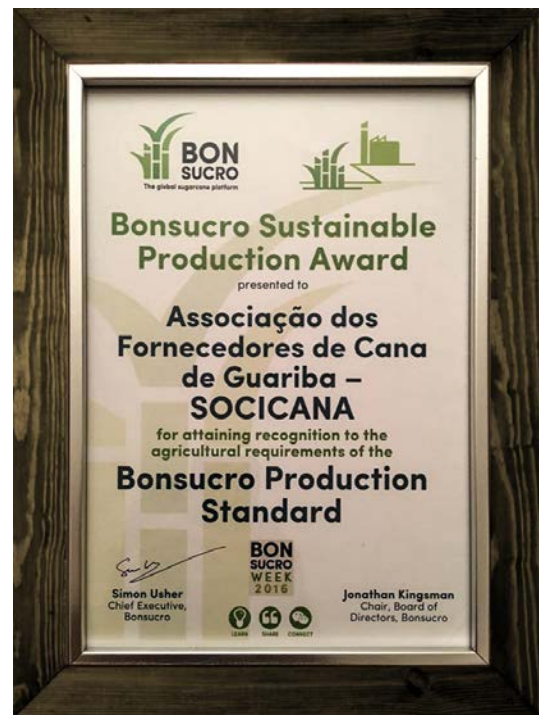 BON
SUCRO
The global sugarcane platform
Bonsucro Sustainable
Production Award
presented to
Associação dos
Fornecedores de Cana
de Guariba –
SOCICANA
for attaining recognition to the
agricultural requirements of the
Bonsucro Production
Standard
Simon Usher
Chief Executive,
Bonsucro
BON
SUCRO
WEEK
2016
LEARN SHARE CONNECT
Jonathan Kingsman
Chair, Board of
Directors, Bonsucro